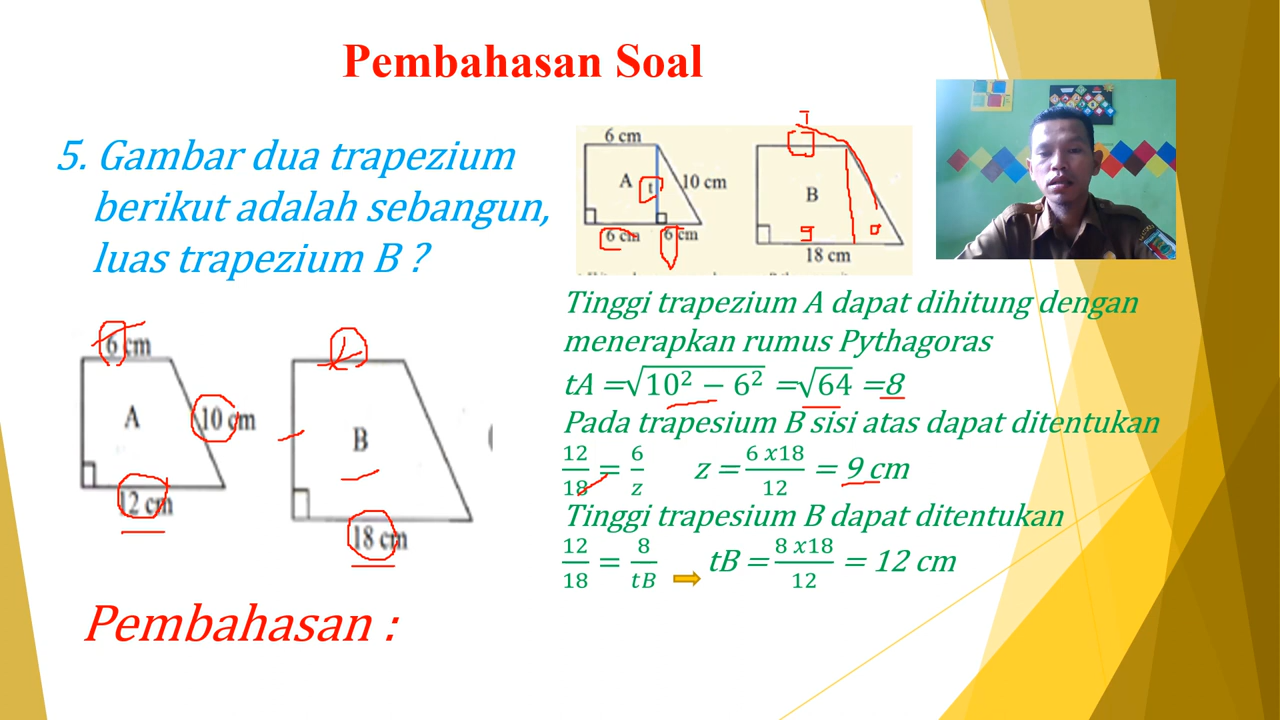 Pembahasan Soal
5. Gambar dua trapezium
berikut adalah sebangun,
luas trapezium B ?
6 cm
A
10 cm
12 cm
B
18 cm
Pembahasan :
6 cm
A
t
10 cm
6 cm
6 cm
B
9
18 cm
Tinggi trapezium A dapat dihitung dengan
menerapkan rumus Pythagoras
tA =√10² − 6² =√64 =8
Pada trapesium B sisi atas dapat ditentukan
12/18 = 6/z z = 6 x18/12 = 9 cm
Tinggi trapesium B dapat ditentukan
12/18 = 8/tB tB = 8 x18/12 = 12 cm